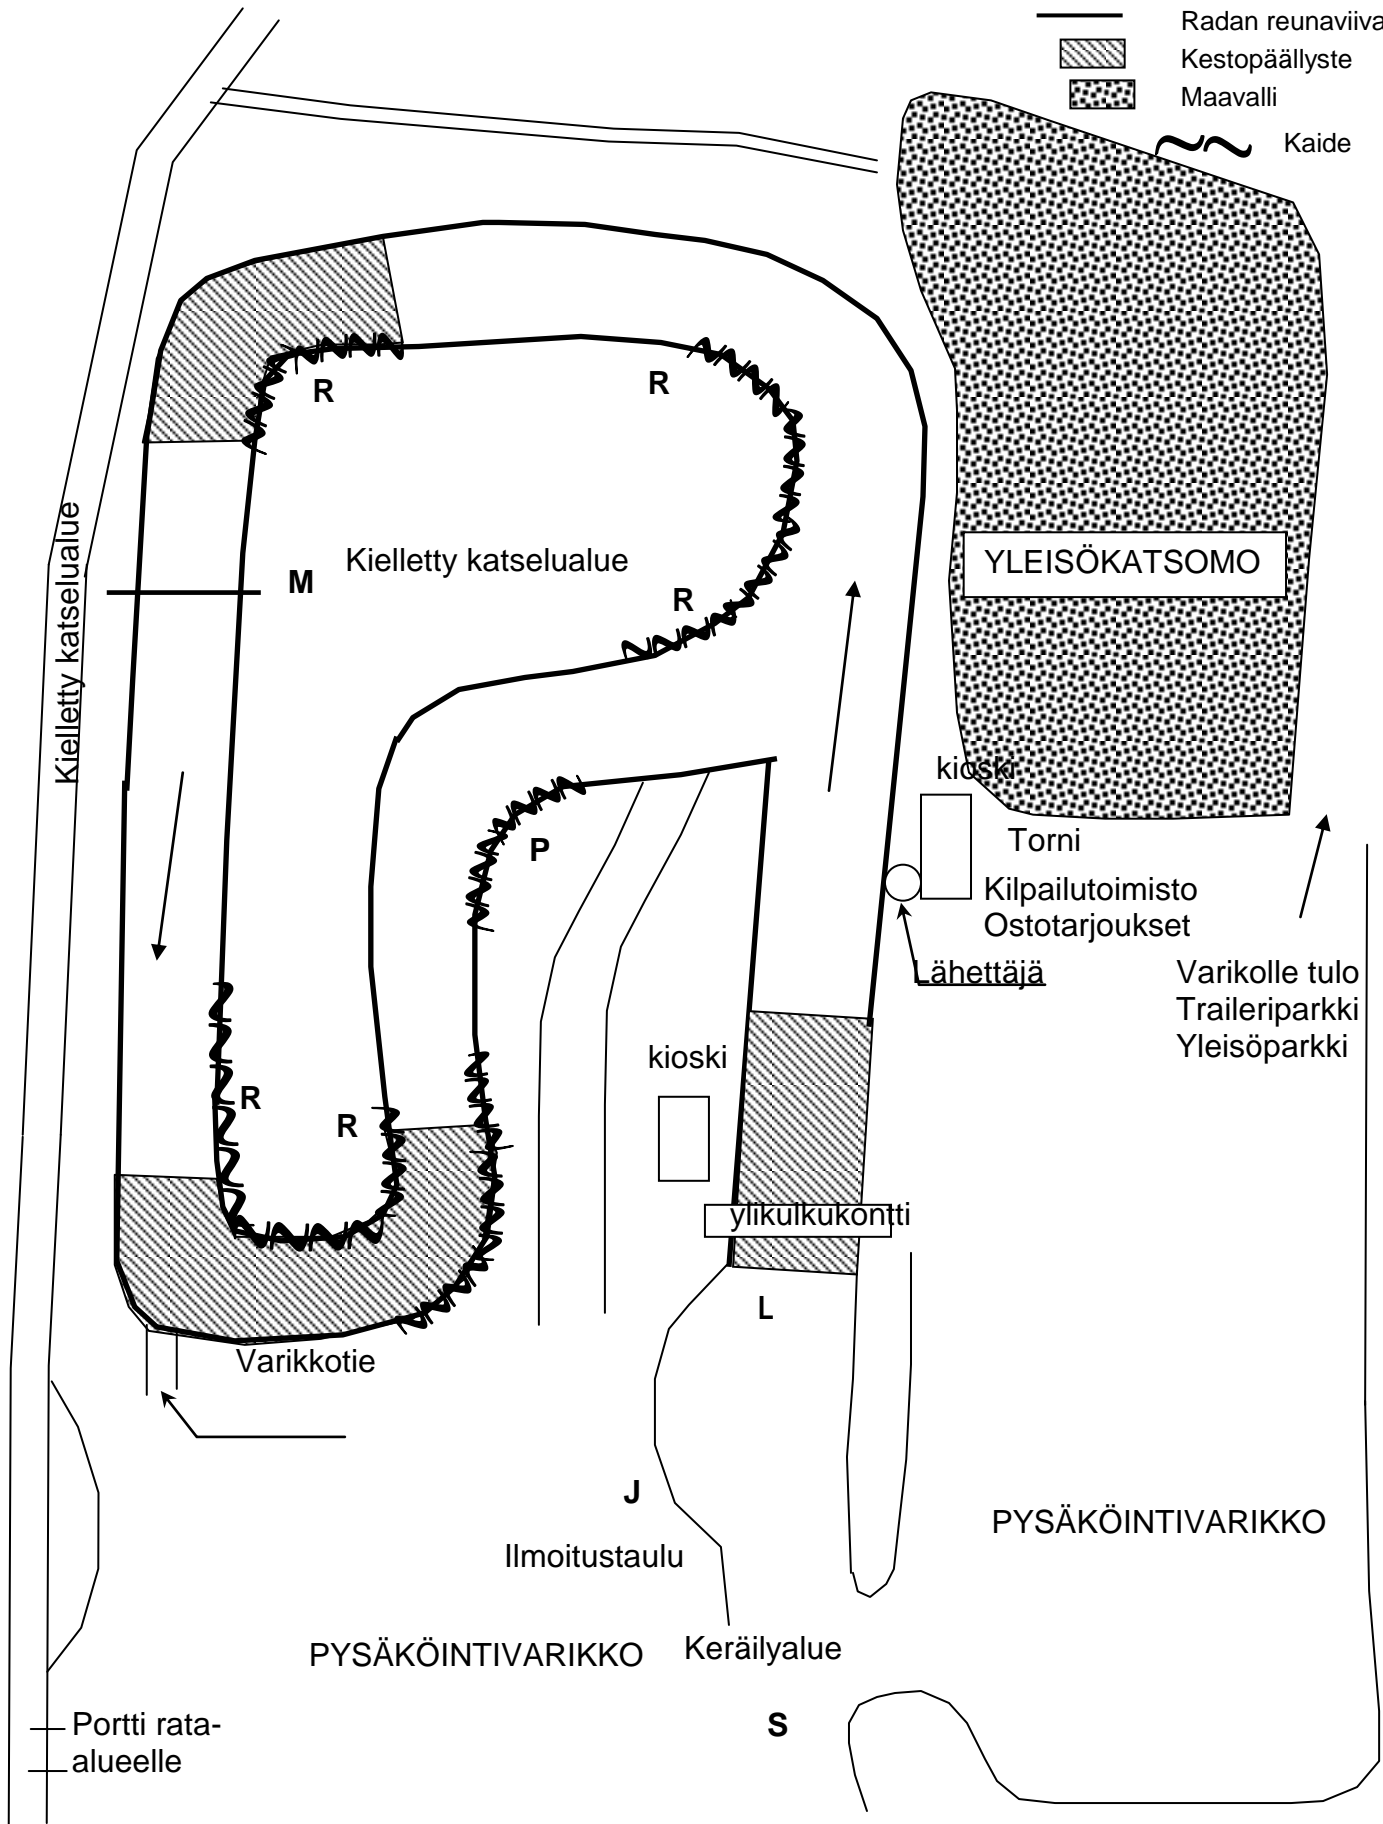 Radan reunaviiva
Kestopäällyste
Maavalli
Kaide
R
R
Kielletty katselualue
YLEISÖKATSOMO
M
R
Kielletty katselualue
kioski
Torni
P
Kilpailutoimisto
Ostotarjoukset
Lähettäjä
Varikolle tulo
Traileriparkki
Yleisöparkki
kioski
R
R
ylikulkukontti
L
Varikkotie
J
PYSÄKÖINTIVARIKKO
Ilmoitustaulu
PYSÄKÖINTIVARIKKO
Keräilyalue
S
Portti rata-
alueelle